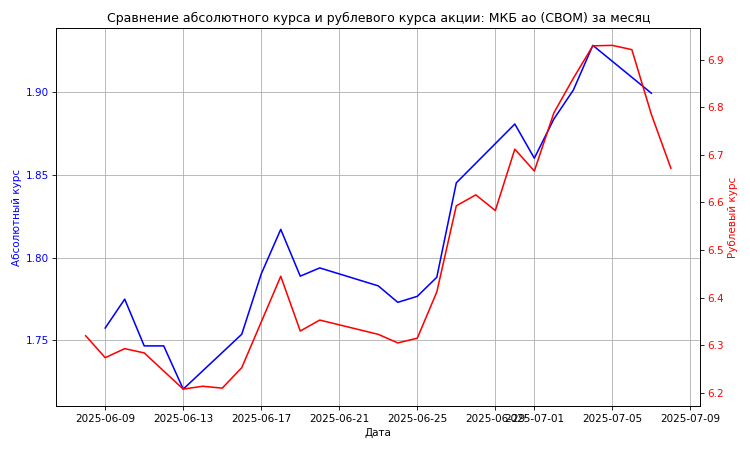 Сравнение абсолютного курса и рублевого курса акции: МКБ ао (CBOM) за месяц
1.90
1.85
1.80
1.75
Абсолютный курс
6.9
6.8
6.7
6.6
6.5
6.4
6.3
6.2
Рублевый курс
2025-06-09 2025-06-13 2025-06-17 2025-06-21 2025-06-25 2025-06-29 2025-07-01 2025-07-05 2025-07-09
Дата